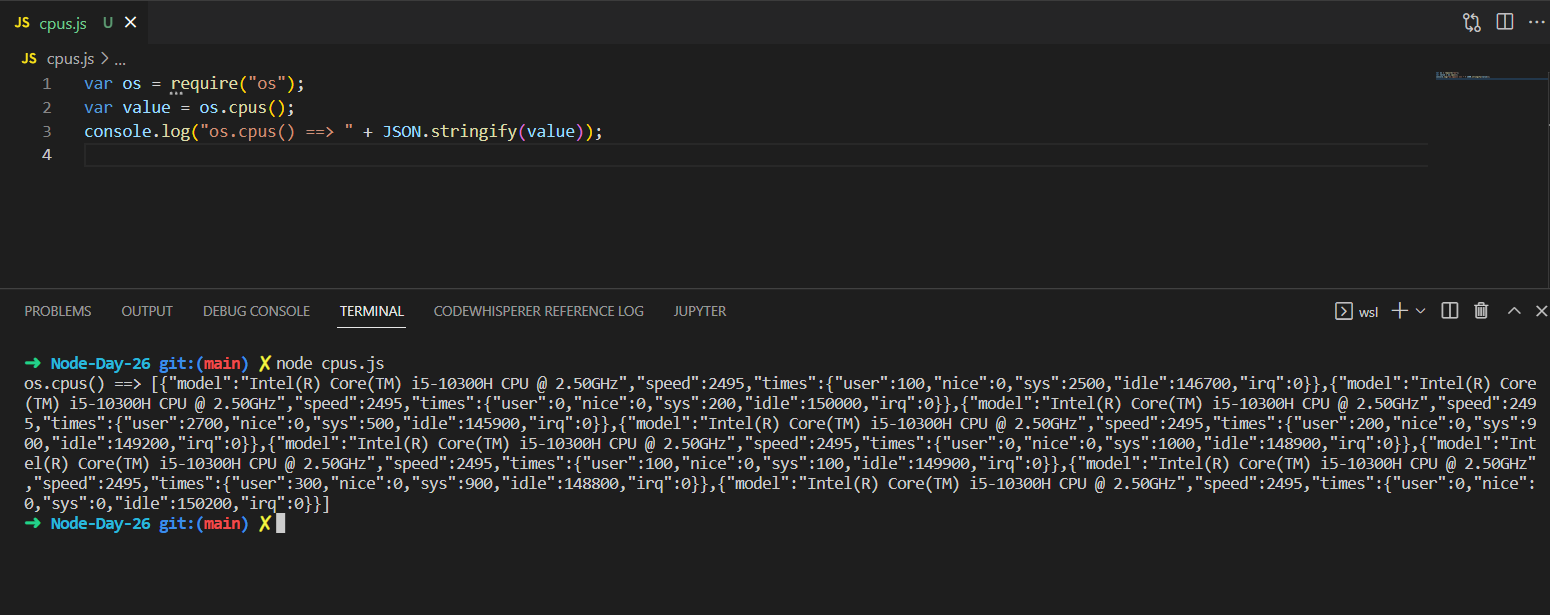 JS cpus.js U
JS cpus.js > ...
1 var os = require("os");
2 var value = os.cpus();
3 console.log("os.cpus() ==> " + JSON.stringify(value));
4
PROBLEMS OUTPUT DEBUG CONSOLE TERMINAL CODEWHISPERER REFERENCE LOG JUPYTER wsl
➜ Node-Day-26 git:(main) ✗ node cpus.js
os.cpus() ==> [{"model":"Intel(R) Core(TM) i5-10300H CPU @ 2.50GHz","speed":2495,"times":{"user":100,"nice":0,"sys":2500,"idle":146700,"irq":0}},{"model":"Intel(R) Core
(TM) i5-10300H CPU @ 2.50GHz","speed":2495,"times":{"user":0,"nice":0,"sys":200,"idle":150000,"irq":0}},{"model":"Intel(R) Core(TM) i5-10300H CPU @ 2.50GHz","speed":249
5,"times":{"user":2700,"nice":0,"sys":500,"idle":145900,"irq":0}},{"model":"Intel(R) Core(TM) i5-10300H CPU @ 2.50GHz","speed":2495,"times":{"user":200,"nice":0,"sys":9
00,"idle":149200,"irq":0}},{"model":"Intel(R) Core(TM) i5-10300H CPU @ 2.50GHz","speed":2495,"times":{"user":0,"nice":0,"sys":1000,"idle":148900,"irq":0}},{"model":"Int
el(R) Core(TM) i5-10300H CPU @ 2.50GHz","speed":2495,"times":{"user":100,"nice":0,"sys":100,"idle":149900,"irq":0}},{"model":"Intel(R) Core(TM) i5-10300H CPU @ 2.50GHz"
,"speed":2495,"times":{"user":300,"nice":0,"sys":900,"idle":148800,"irq":0}},{"model":"Intel(R) Core(TM) i5-10300H CPU @ 2.50GHz","speed":2495,"times":{"user":0,"nice":
0,"sys":0,"idle":150200,"irq":0}}]
➜ Node-Day-26 git:(main) ✗